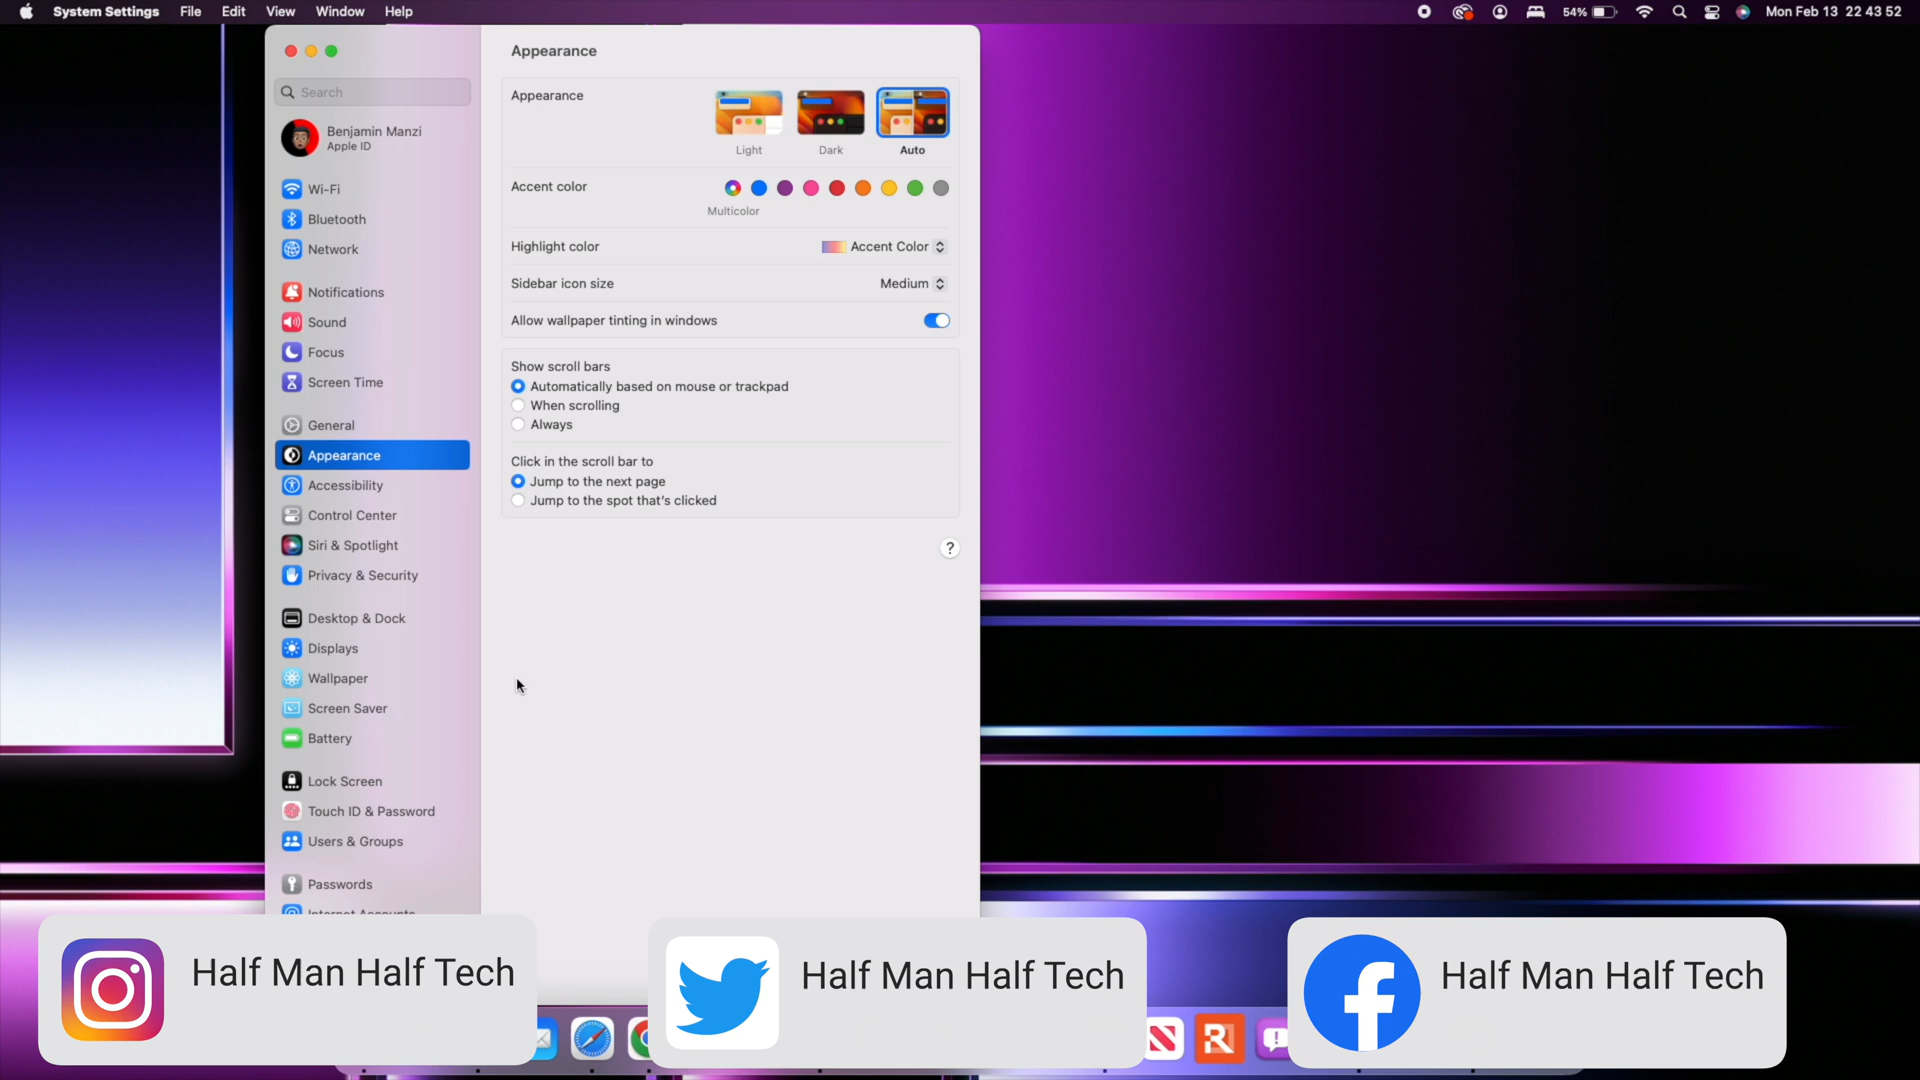 System Settings File Edit View Window Help
54% Mon Feb 13 22 43 52
Search
Benjamin Manzi
Apple ID
Wi-Fi
Bluetooth
Network
Notifications
Sound
Focus
Screen Time
General
Appearance
Accessibility
Control Center
Siri & Spotlight
Privacy & Security
Desktop & Dock
Displays
Wallpaper
Screen Saver
Battery
Lock Screen
Touch ID & Password
Users & Groups
Passwords
Internet Accounts
Appearance
Appearance
Light Dark Auto
Accent color
Multicolor
Highlight color Accent Color
Sidebar icon size Medium
Allow wallpaper tinting in windows
Show scroll bars
Automatically based on mouse or trackpad
When scrolling
Always
Click in the scroll bar to
Jump to the next page
Jump to the spot that's clicked
?
Half Man Half Tech
Half Man Half Tech
Half Man Half Tech